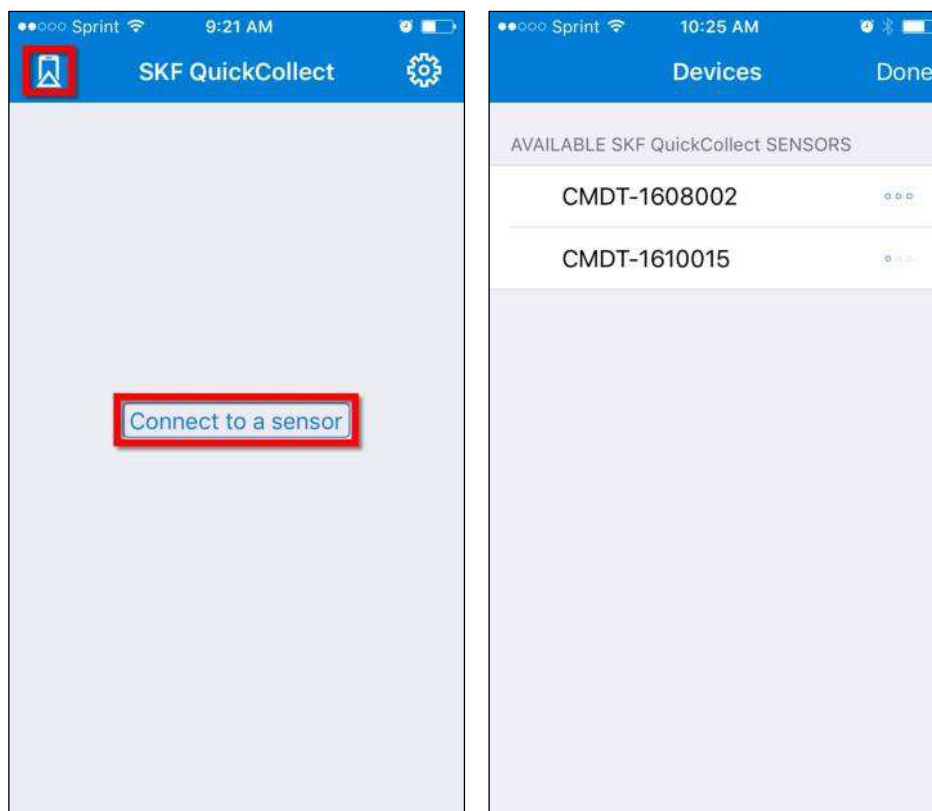 Sprint 9:21 AM
SKF QuickCollect
Connect to a sensor
Sprint 10:25 AM
Devices Done
AVAILABLE SKF QuickCollect SENSORS
CMDT-1608002
CMDT-1610015